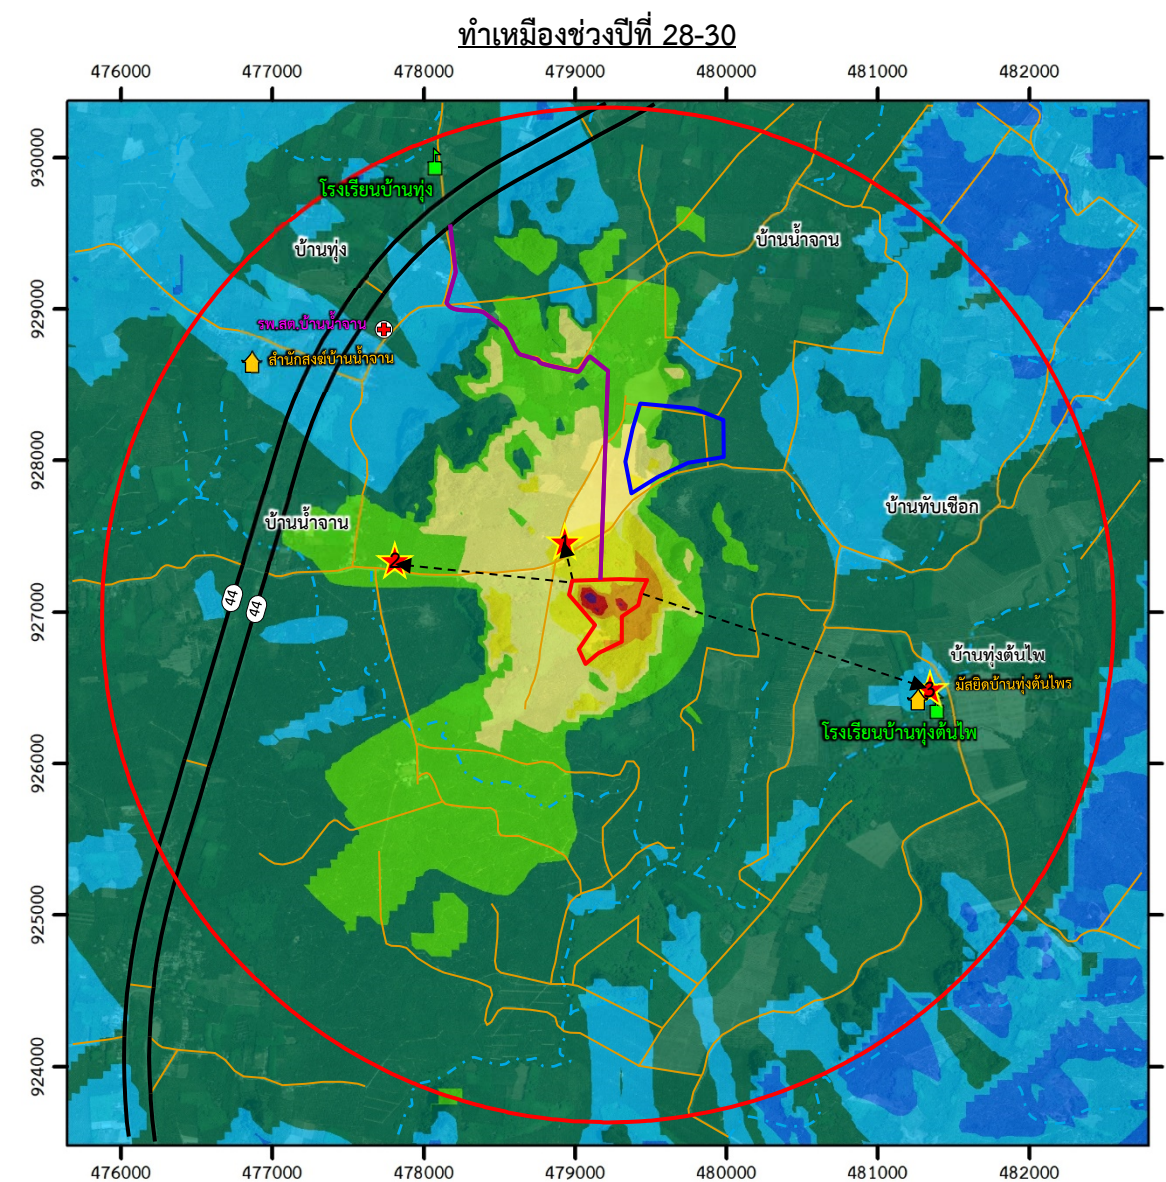 ทำเหมืองช่วงปีที่ 28-30
476000 477000 478000 479000 480000 481000 482000
930000
929000
928000
927000
926000
925000
924000
โรงเรียนบ้านทุ่ง
บ้านทุ่ง
บ้านน้ำจาน
รพ.สต.บ้านน้ำจาน
สำนักสงฆ์บ้านน้ำจาน
บ้านทับเชือก
บ้านน้ำจาน
1
2
44
44
บ้านทุ่งต้นไพ
3
มัสยิดบ้านทุ่งต้นไพร
โรงเรียนบ้านทุ่งต้นไพ
476000 477000 478000 479000 480000 481000 482000